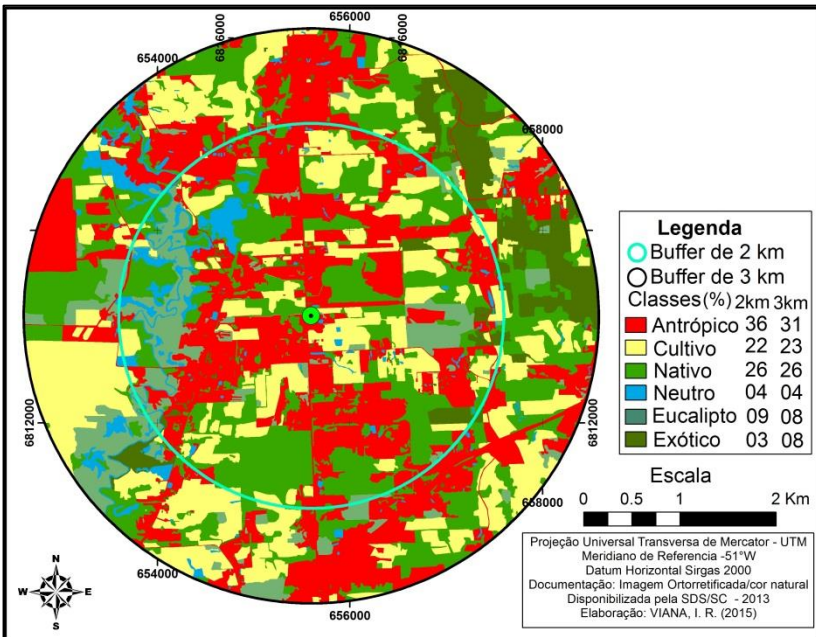 656000
654000
6816000
6816000
658000
Legenda
Buffer de 2 km
Buffer de 3 km
Classes(%) 2km 3km
Antrópico 36 31
Cultivo 22 23
Nativo 26 26
Neutro 04 04
Eucalipto 09 08
Exótico 03 08
6812000
6812000
Escala
0 0.5 1 2 Km
658000
Projeção Universal Transversa de Mercator - UTM
Meridiano de Referencia -51°W
Datum Horizontal Sirgas 2000
Documentação: Imagem Ortorretificada/cor natural
Disponibilizada pela SDS/SC - 2013
Elaboração: VIANA, I. R. (2015)
N
W E
S
654000
656000